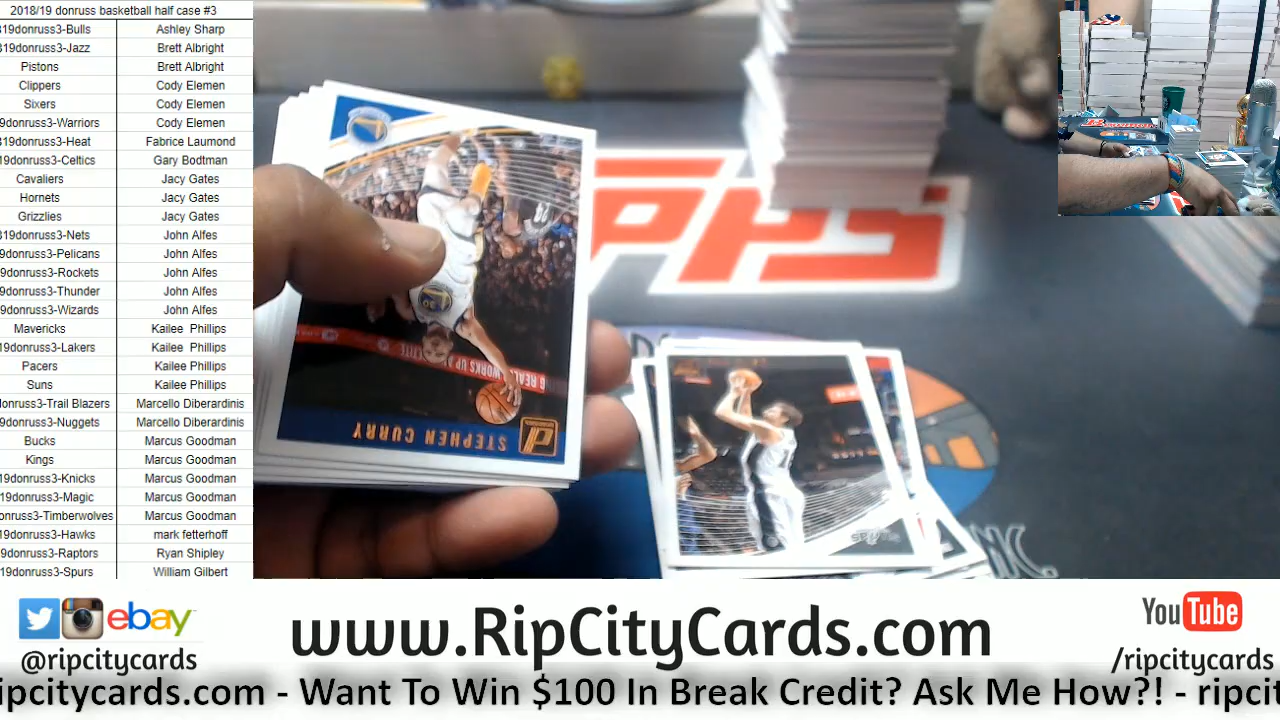 2018/19 donruss basketball half case #3
819donruss3-Bulls Ashley Sharp
19donruss3-Jazz Brett Albright
Pistons Brett Albright
Clippers Cody Elemen
Sixers Cody Elemen
9donruss3-Warriors Cody Elemen
19donruss3-Heat Fabrice Laumond
9donruss3-Celtics Gary Bodtman
Cavaliers Jacy Gates
Hornets Jacy Gates
Grizzlies Jacy Gates
819donruss3-Nets John Alfes
9donruss3-Pelicans John Alfes
9donruss3-Rockets John Alfes
9donruss3-Thunder John Alfes
9donruss3-Wizards John Alfes
Mavericks Kailee Phillips
19donruss3-Lakers Kailee Phillips
Pacers Kailee Phillips
Suns Kailee Phillips
onruss3-Trail Blazers Marcello Diberardinis
9donruss3-Nuggets Marcello Diberardinis
Bucks Marcus Goodman
Kings Marcus Goodman
9donruss3-Knicks Marcus Goodman
19donruss3-Magic Marcus Goodman
onruss3-Timberwolves Marcus Goodman
9donruss3-Hawks mark fetterhoff
9donruss3-Raptors Ryan Shipley
19donruss3-Spurs William Gilbert
STEPHEN CURRY
30
ebay
@ripcitycards
www.RipCityCards.com
YouTube
/ripcitycards
ripcitycards.com - Want To Win $100 In Break Credit? Ask Me How?! - ripcit